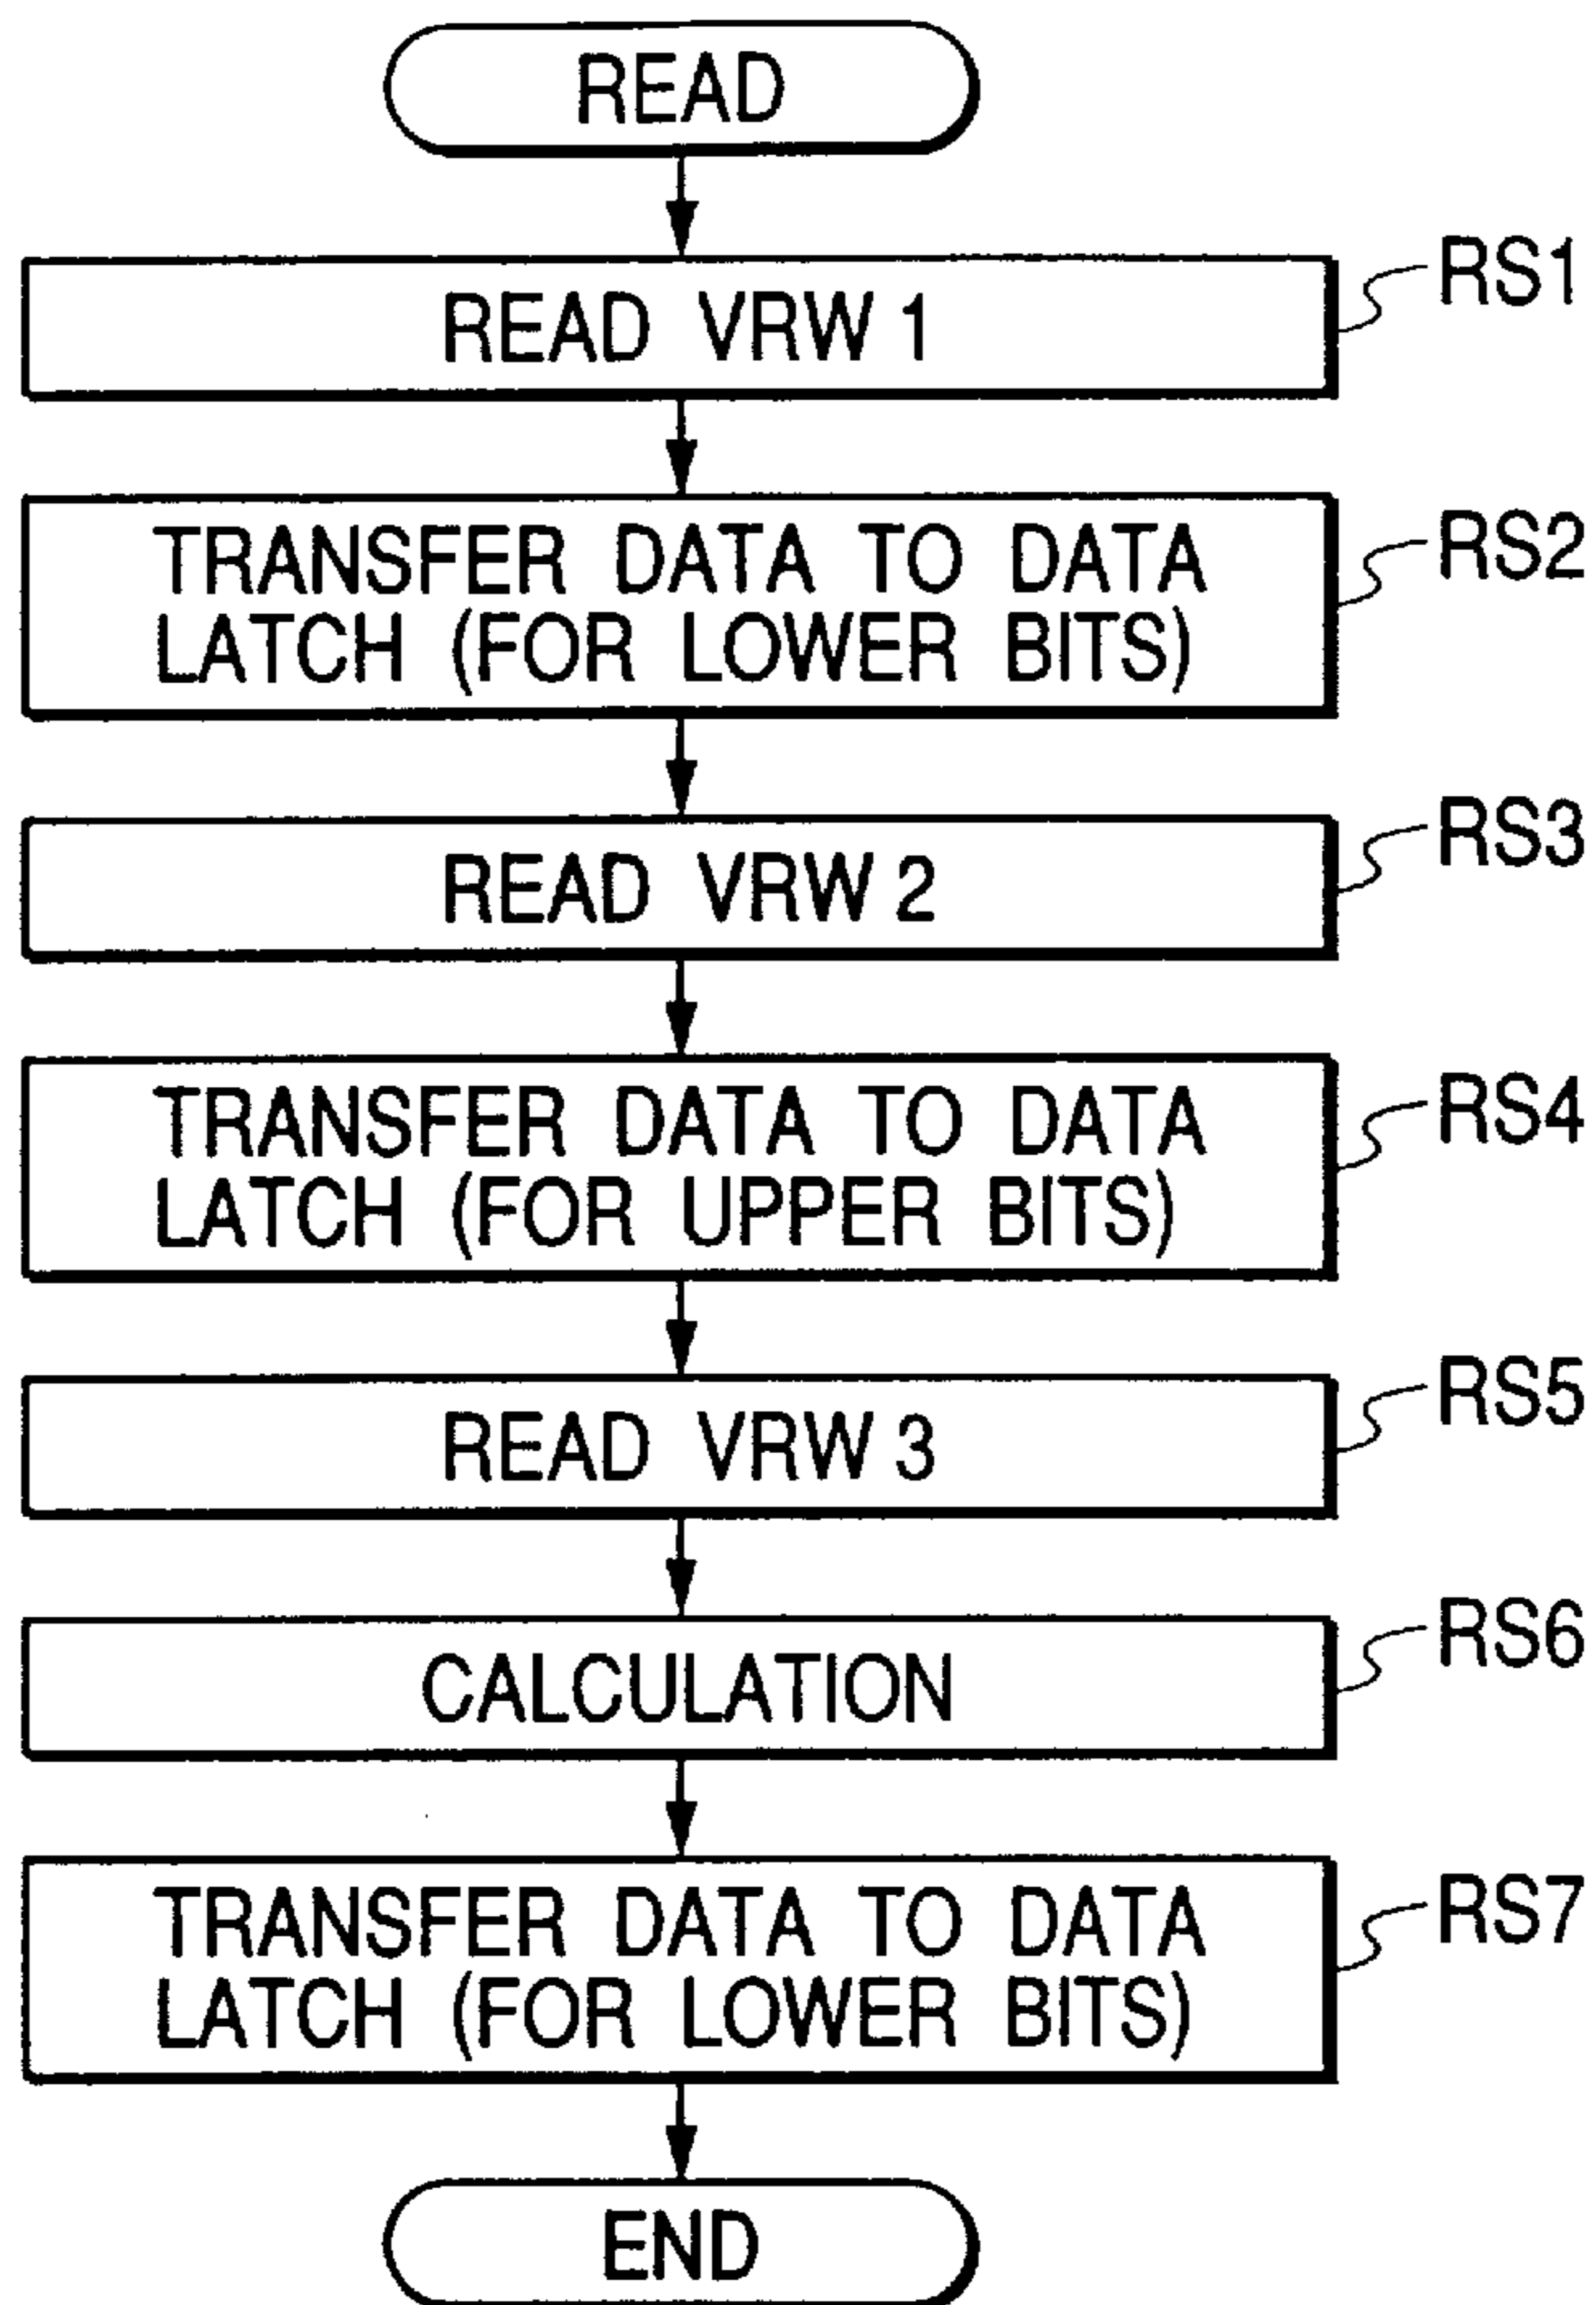 READ
READ VRW 1
RS1
TRANSFER DATA TO DATA
LATCH (FOR LOWER BITS)
RS2
READ VRW 2
RS3
TRANSFER DATA TO DATA
LATCH (FOR UPPER BITS)
RS4
READ VRW 3
RS5
CALCULATION
RS6
TRANSFER DATA TO DATA
LATCH (FOR LOWER BITS)
RS7
END